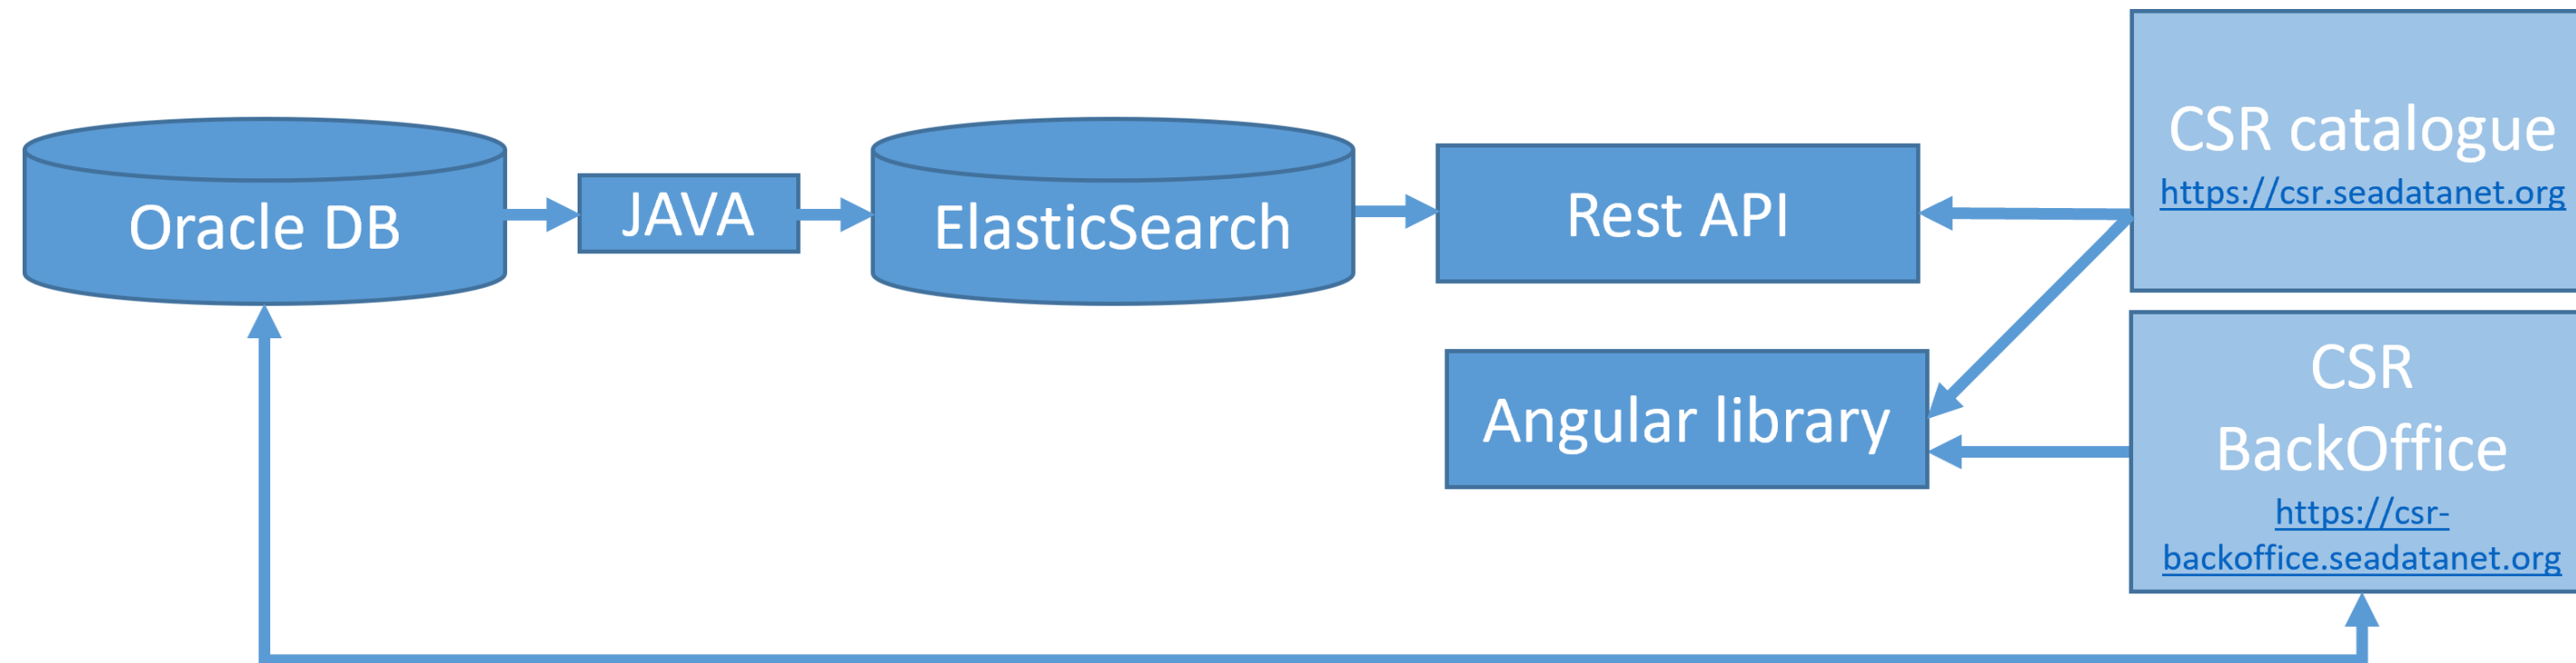 Oracle DB
JAVA
ElasticSearch
Rest API
CSR catalogue
https://csr.seadatanet.org
Angular library
CSR
BackOffice
https://csr-
backoffice.seadatanet.org